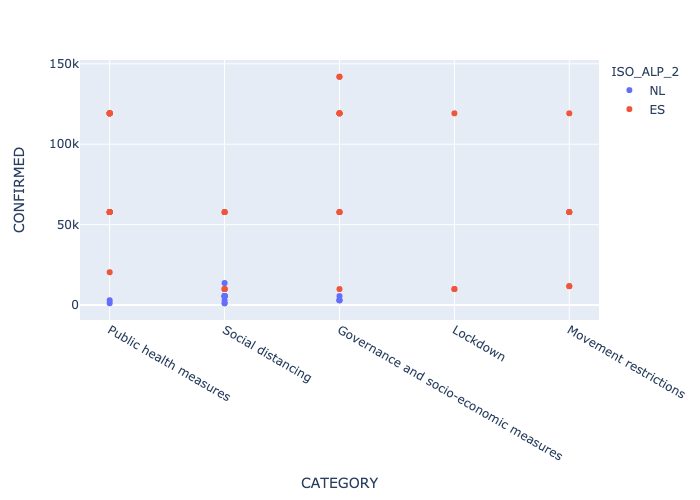 150k
100k
50k
0
CONFIRMED
ISO_ALP_2
NL
ES
Public health measures
Social distancing
Governance and socio-economic measures
Lockdown
Movement restrictions
CATEGORY